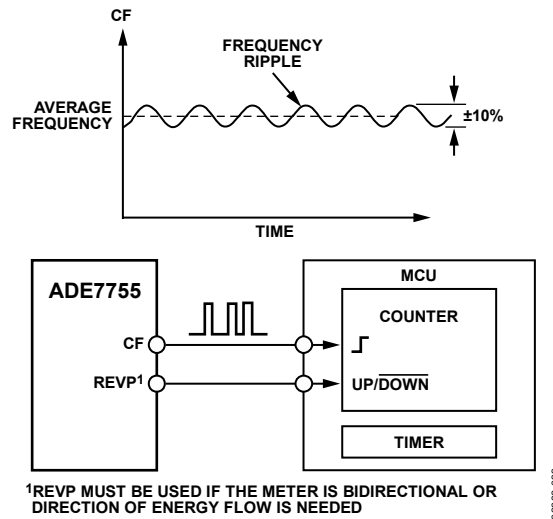 CF
FREQUENCY
RIPPLE
AVERAGE
FREQUENCY
±10%
TIME
ADE7755
MCU
COUNTER
CF
REVP1
UP/DOWN
TIMER
1REVP MUST BE USED IF THE METER IS BIDIRECTIONAL OR
DIRECTION OF ENERGY FLOW IS NEEDED